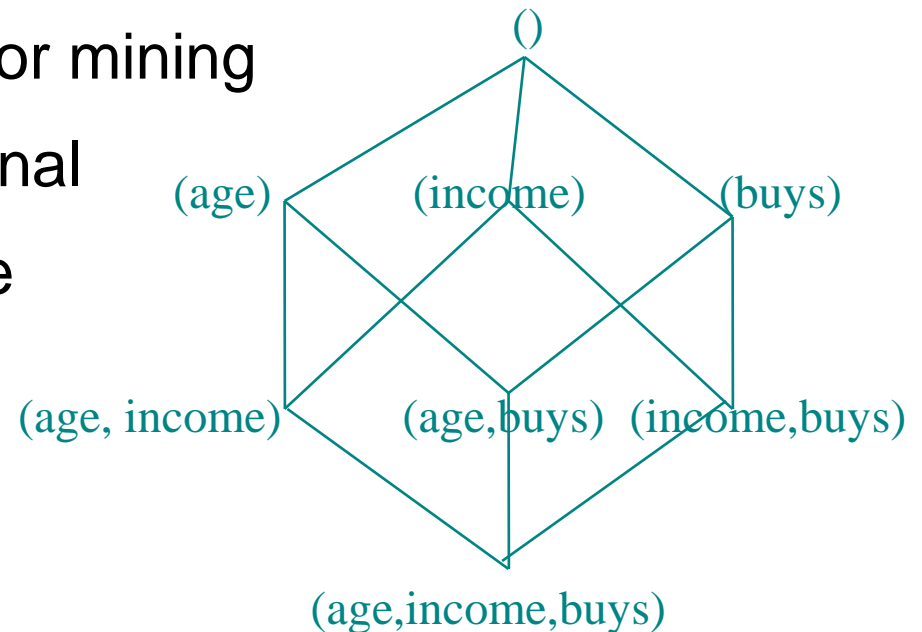 ()
or mining
nal
(age) (income) (buys)
e
(age, income) (age,buys) (income,buys)
(age,income,buys)